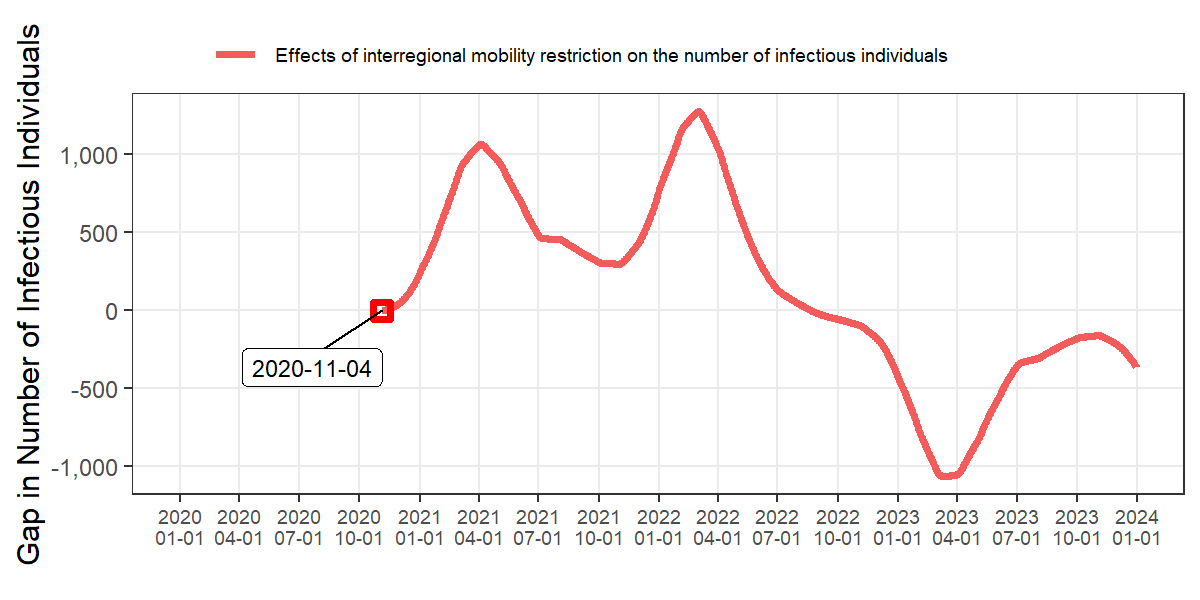 Effects of interregional mobility restriction on the number of infectious individuals
Gap in Number of Infectious Individuals
1,000
500
0
-500
-1,000
2020-11-04
2020 2020 2020 2020 2021 2021 2021 2021 2022 2022 2022 2022 2023 2023 2023 2023 2024
01-01 04-01 07-01 10-01 01-01 04-01 07-01 10-01 01-01 04-01 07-01 10-01 01-01 04-01 07-01 10-01 01-01